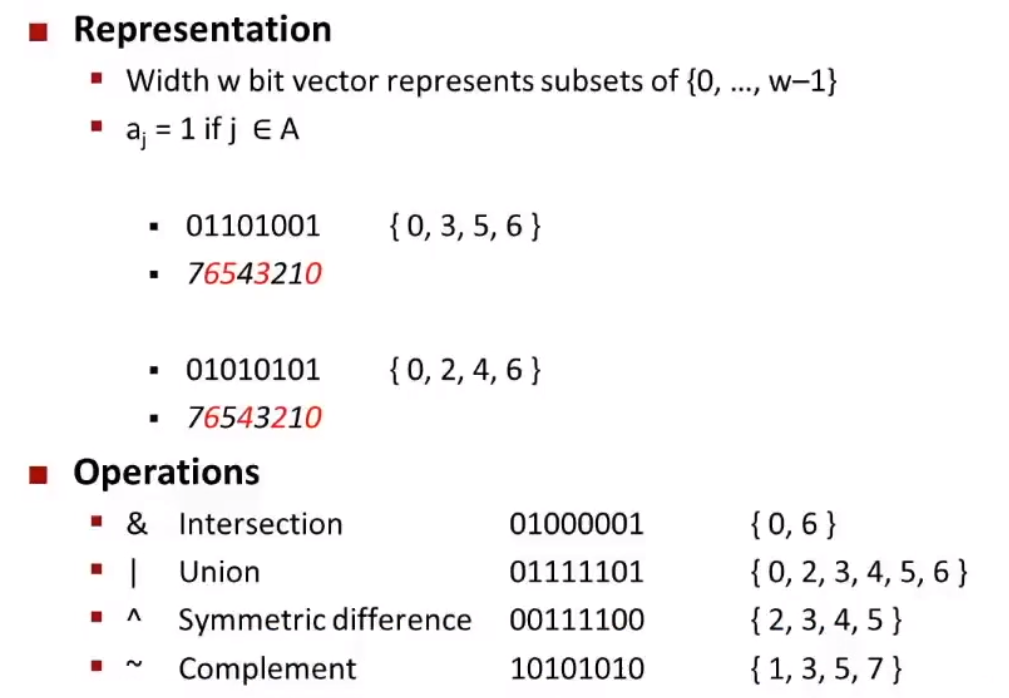 Representation
Width w bit vector represents subsets of {0, ..., w–1}
aj = 1 if j ∈ A
01101001 { 0, 3, 5, 6 }
76543210
01010101 { 0, 2, 4, 6 }
76543210
Operations
& Intersection 01000001 { 0, 6 }
| Union 01111101 { 0, 2, 3, 4, 5, 6 }
^ Symmetric difference 00111100 { 2, 3, 4, 5 }
~ Complement 10101010 { 1, 3, 5, 7 }